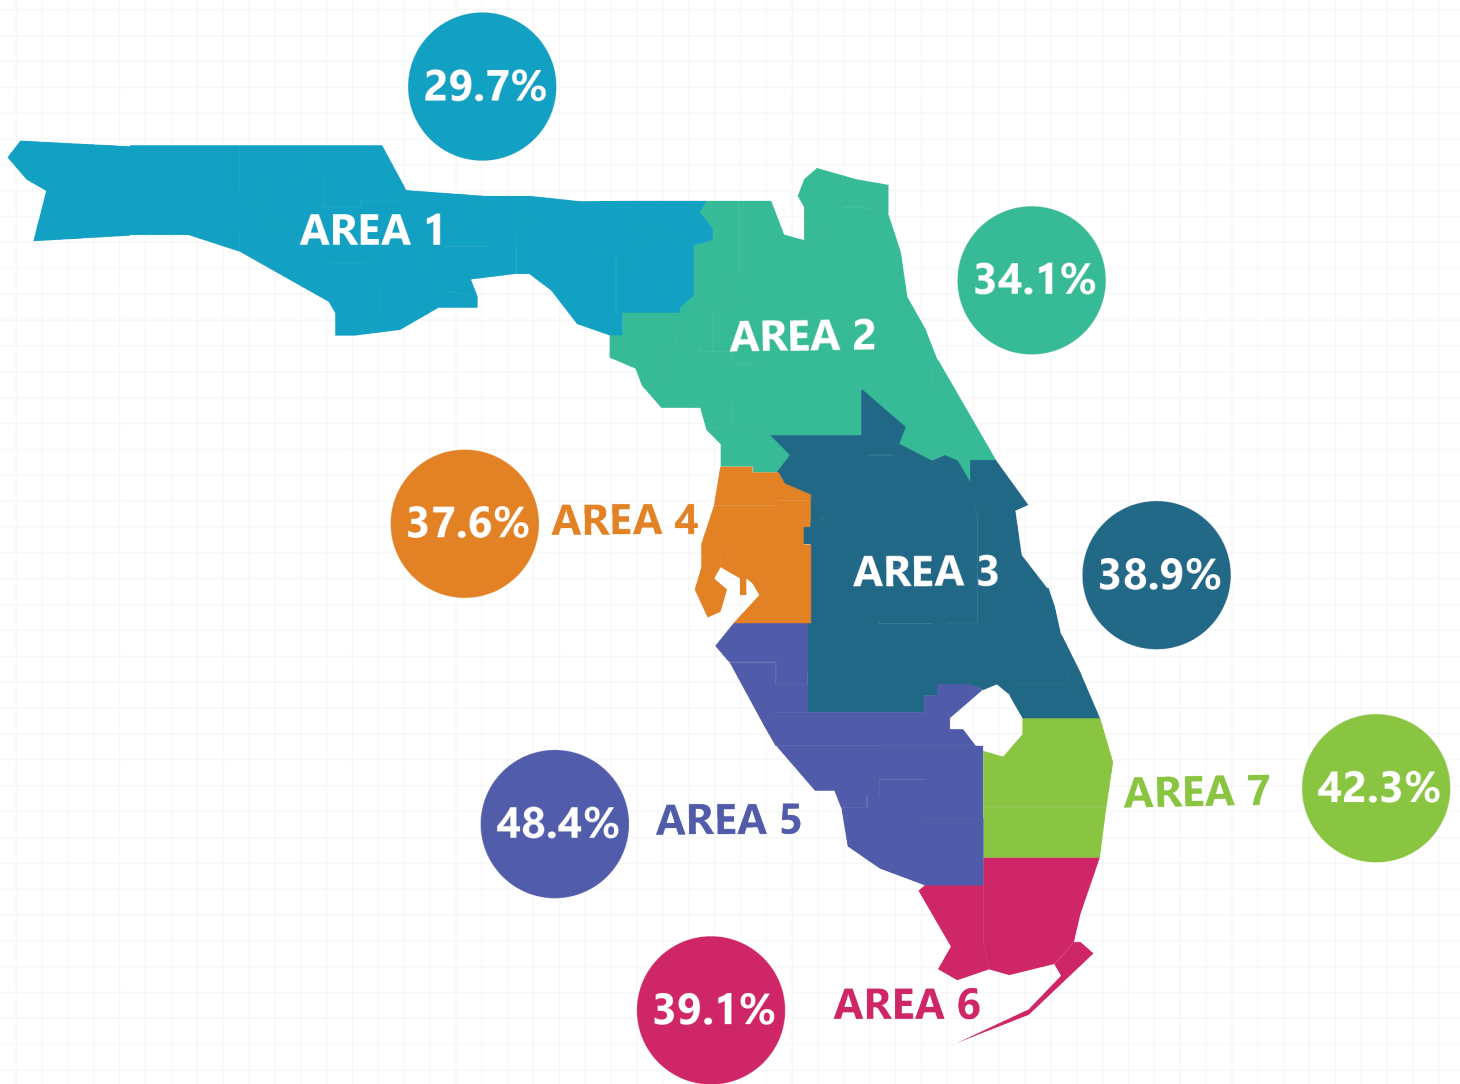 29.7%
AREA 1
34.1%
AREA 2
37.6%
AREA 4
AREA 3
38.9%
48.4%
AREA 5
AREA 7
42.3%
39.1%
AREA 6